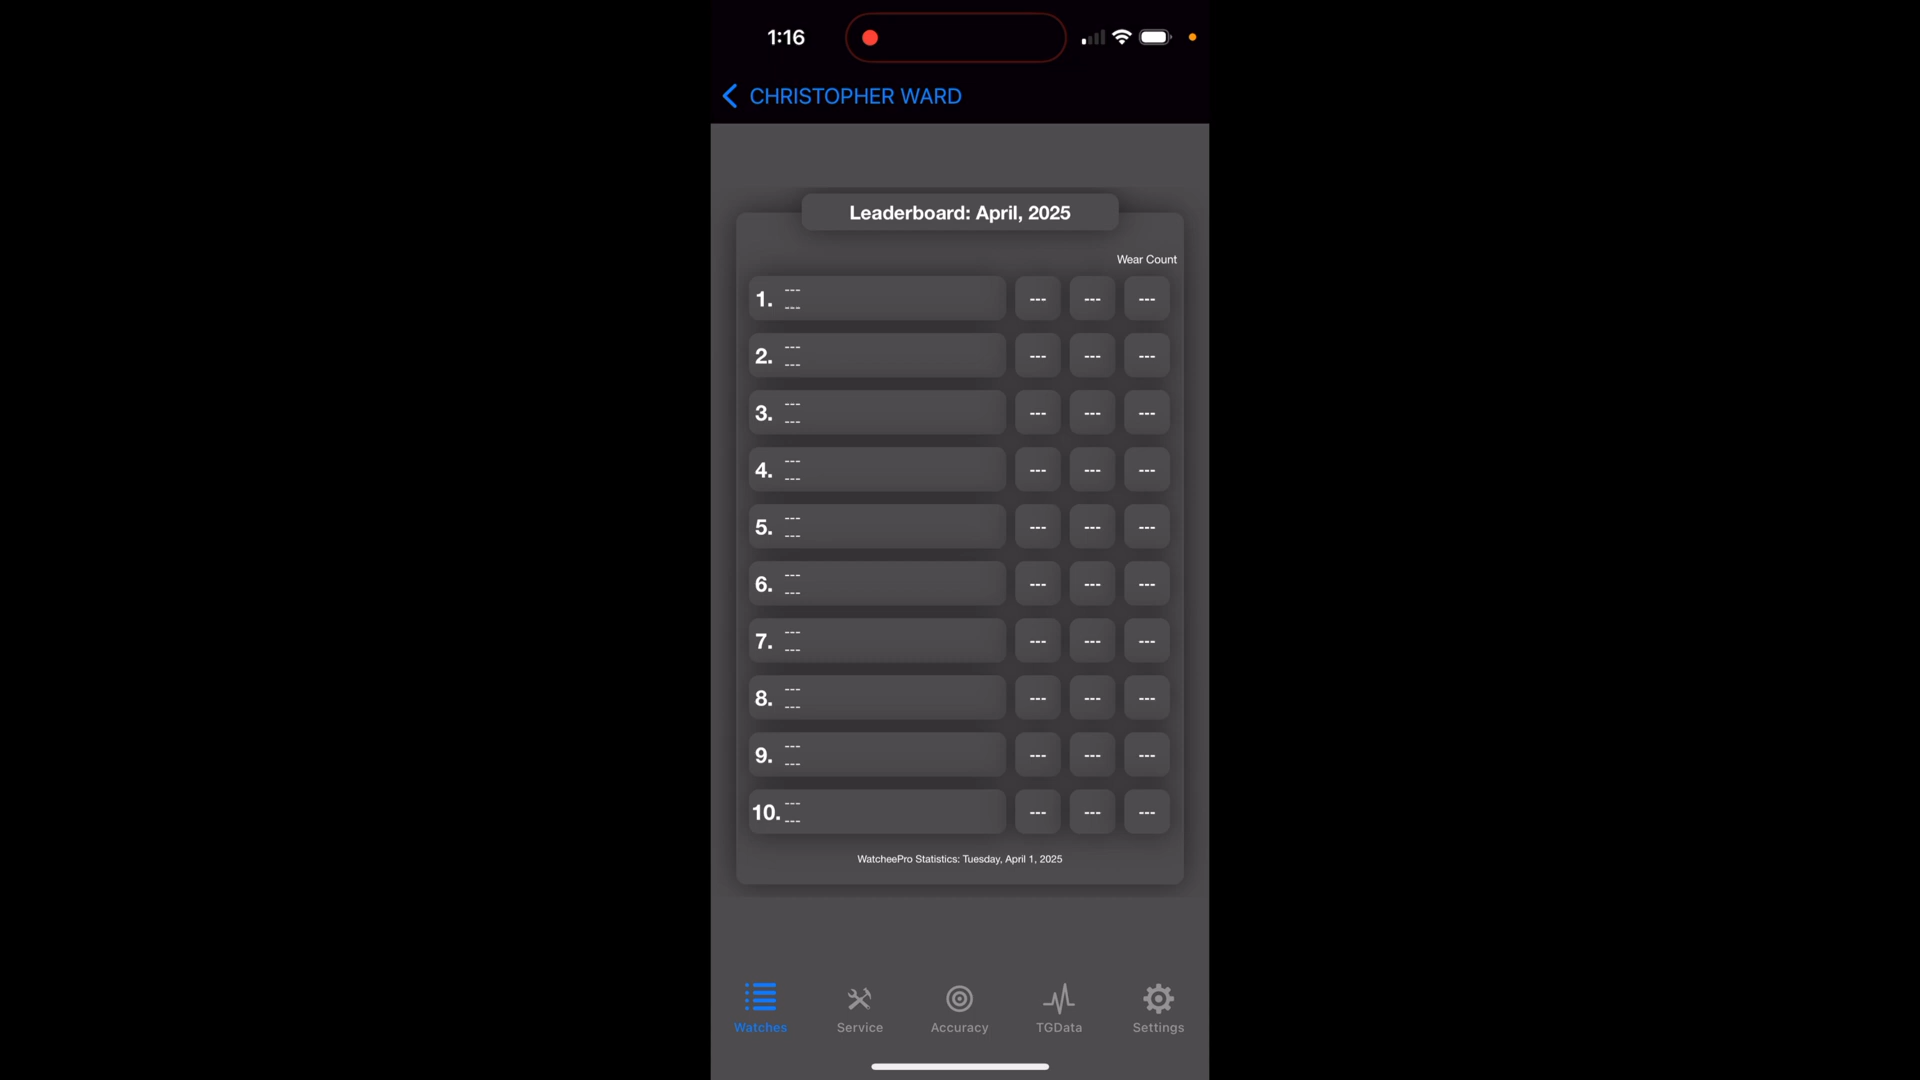 1:16
CHRISTOPHER WARD
Leaderboard: April, 2025
Wear Count
1. ---
---
--- --- ---
2. ---
---
--- --- ---
3. ---
---
--- --- ---
4. ---
---
--- --- ---
5. ---
---
--- --- ---
6. ---
---
--- --- ---
7. ---
---
--- --- ---
8. ---
---
--- --- ---
9. ---
---
--- --- ---
10. ---
---
--- --- ---
WatcheePro Statistics: Tuesday, April 1, 2025
Watches Service Accuracy TGData Settings